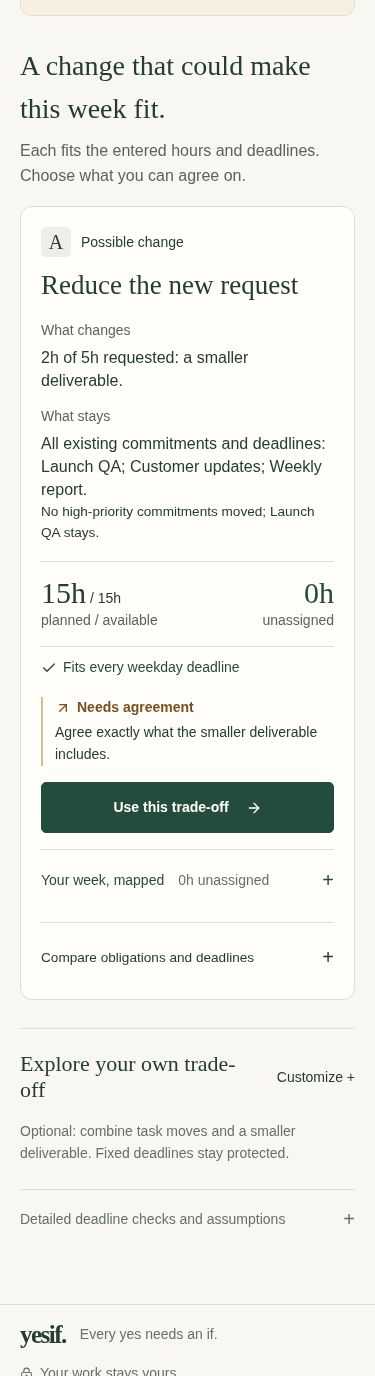 A change that could make
this week fit.
Each fits the entered hours and deadlines.
Choose what you can agree on.
A Possible change
Reduce the new request
What changes
2h of 5h requested: a smaller
deliverable.
What stays
All existing commitments and deadlines:
Launch QA; Customer updates; Weekly
report.
No high-priority commitments moved; Launch
QA stays.
15h / 15h 0h
planned / available unassigned
Fits every weekday deadline
Needs agreement
Agree exactly what the smaller deliverable
includes.
Use this trade-off →
Your week, mapped 0h unassigned +
Compare obligations and deadlines +
Explore your own trade-
off
Customize +
Optional: combine task moves and a smaller
deliverable. Fixed deadlines stay protected.
Detailed deadline checks and assumptions +
yesif. Every yes needs an if.
Your work stays yours